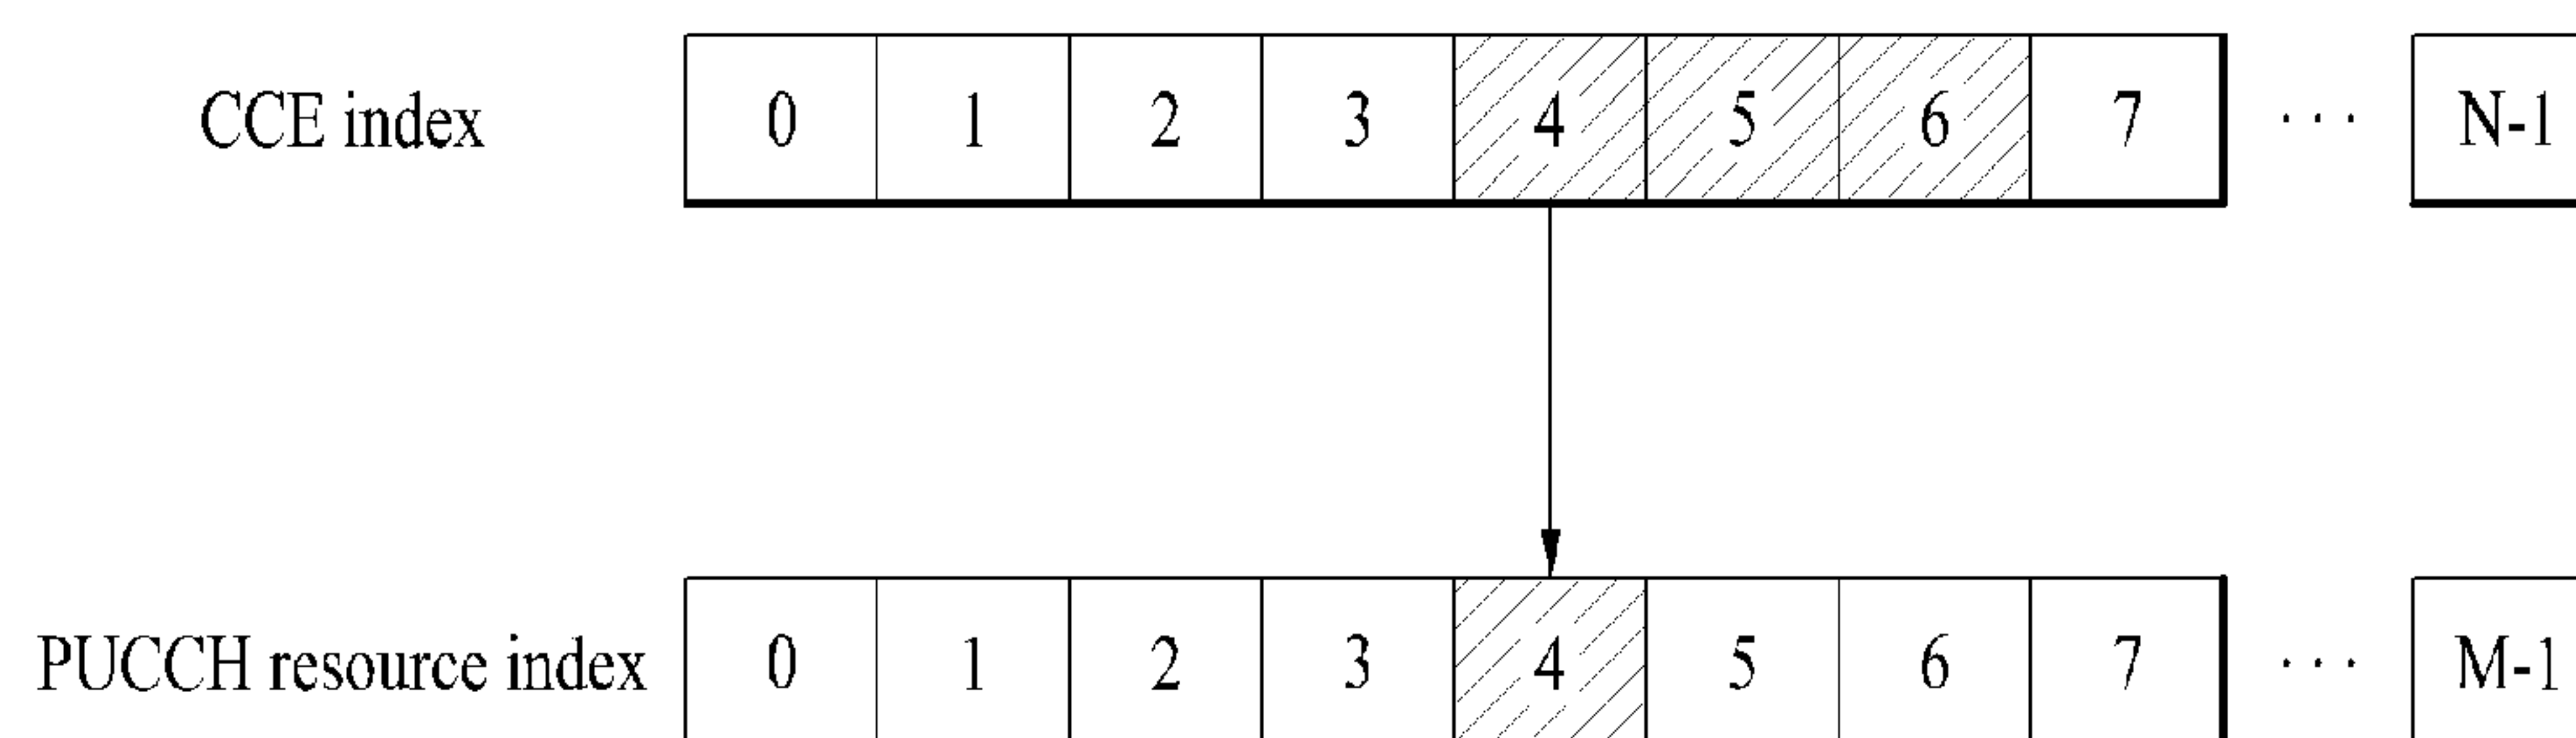 CCE index 0 1 2 3 4 5 6 7 ... N-1
PUCCH resource index 0 1 2 3 4 5 6 7 ... M-1